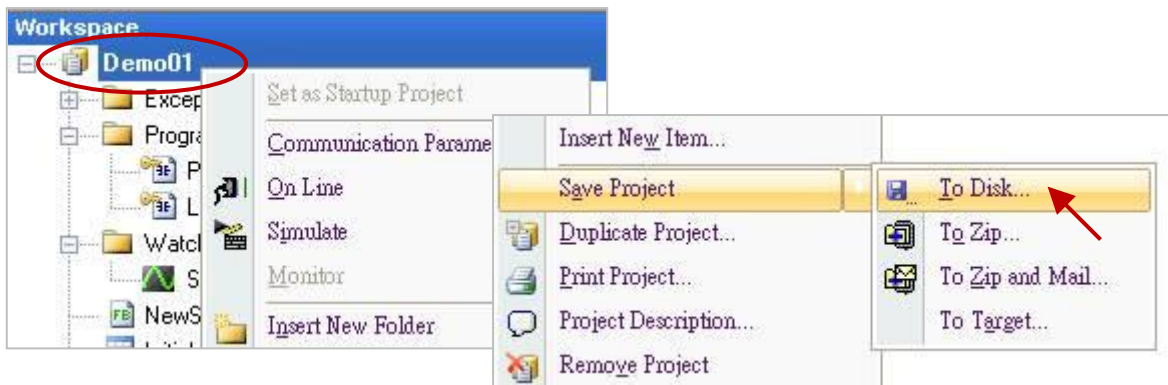 Workspace
Demo01
Excep
Progra
P
L
Watcl
S
NewS
Set as Startup Project
Communication Parame
On Line
Simulate
Monitor
Insert New Folder
Insert New Item...
Save Project
Duplicate Project...
Print Project...
Project Description...
Remove Project
To Disk...
To Zip...
To Zip and Mail...
To Target...